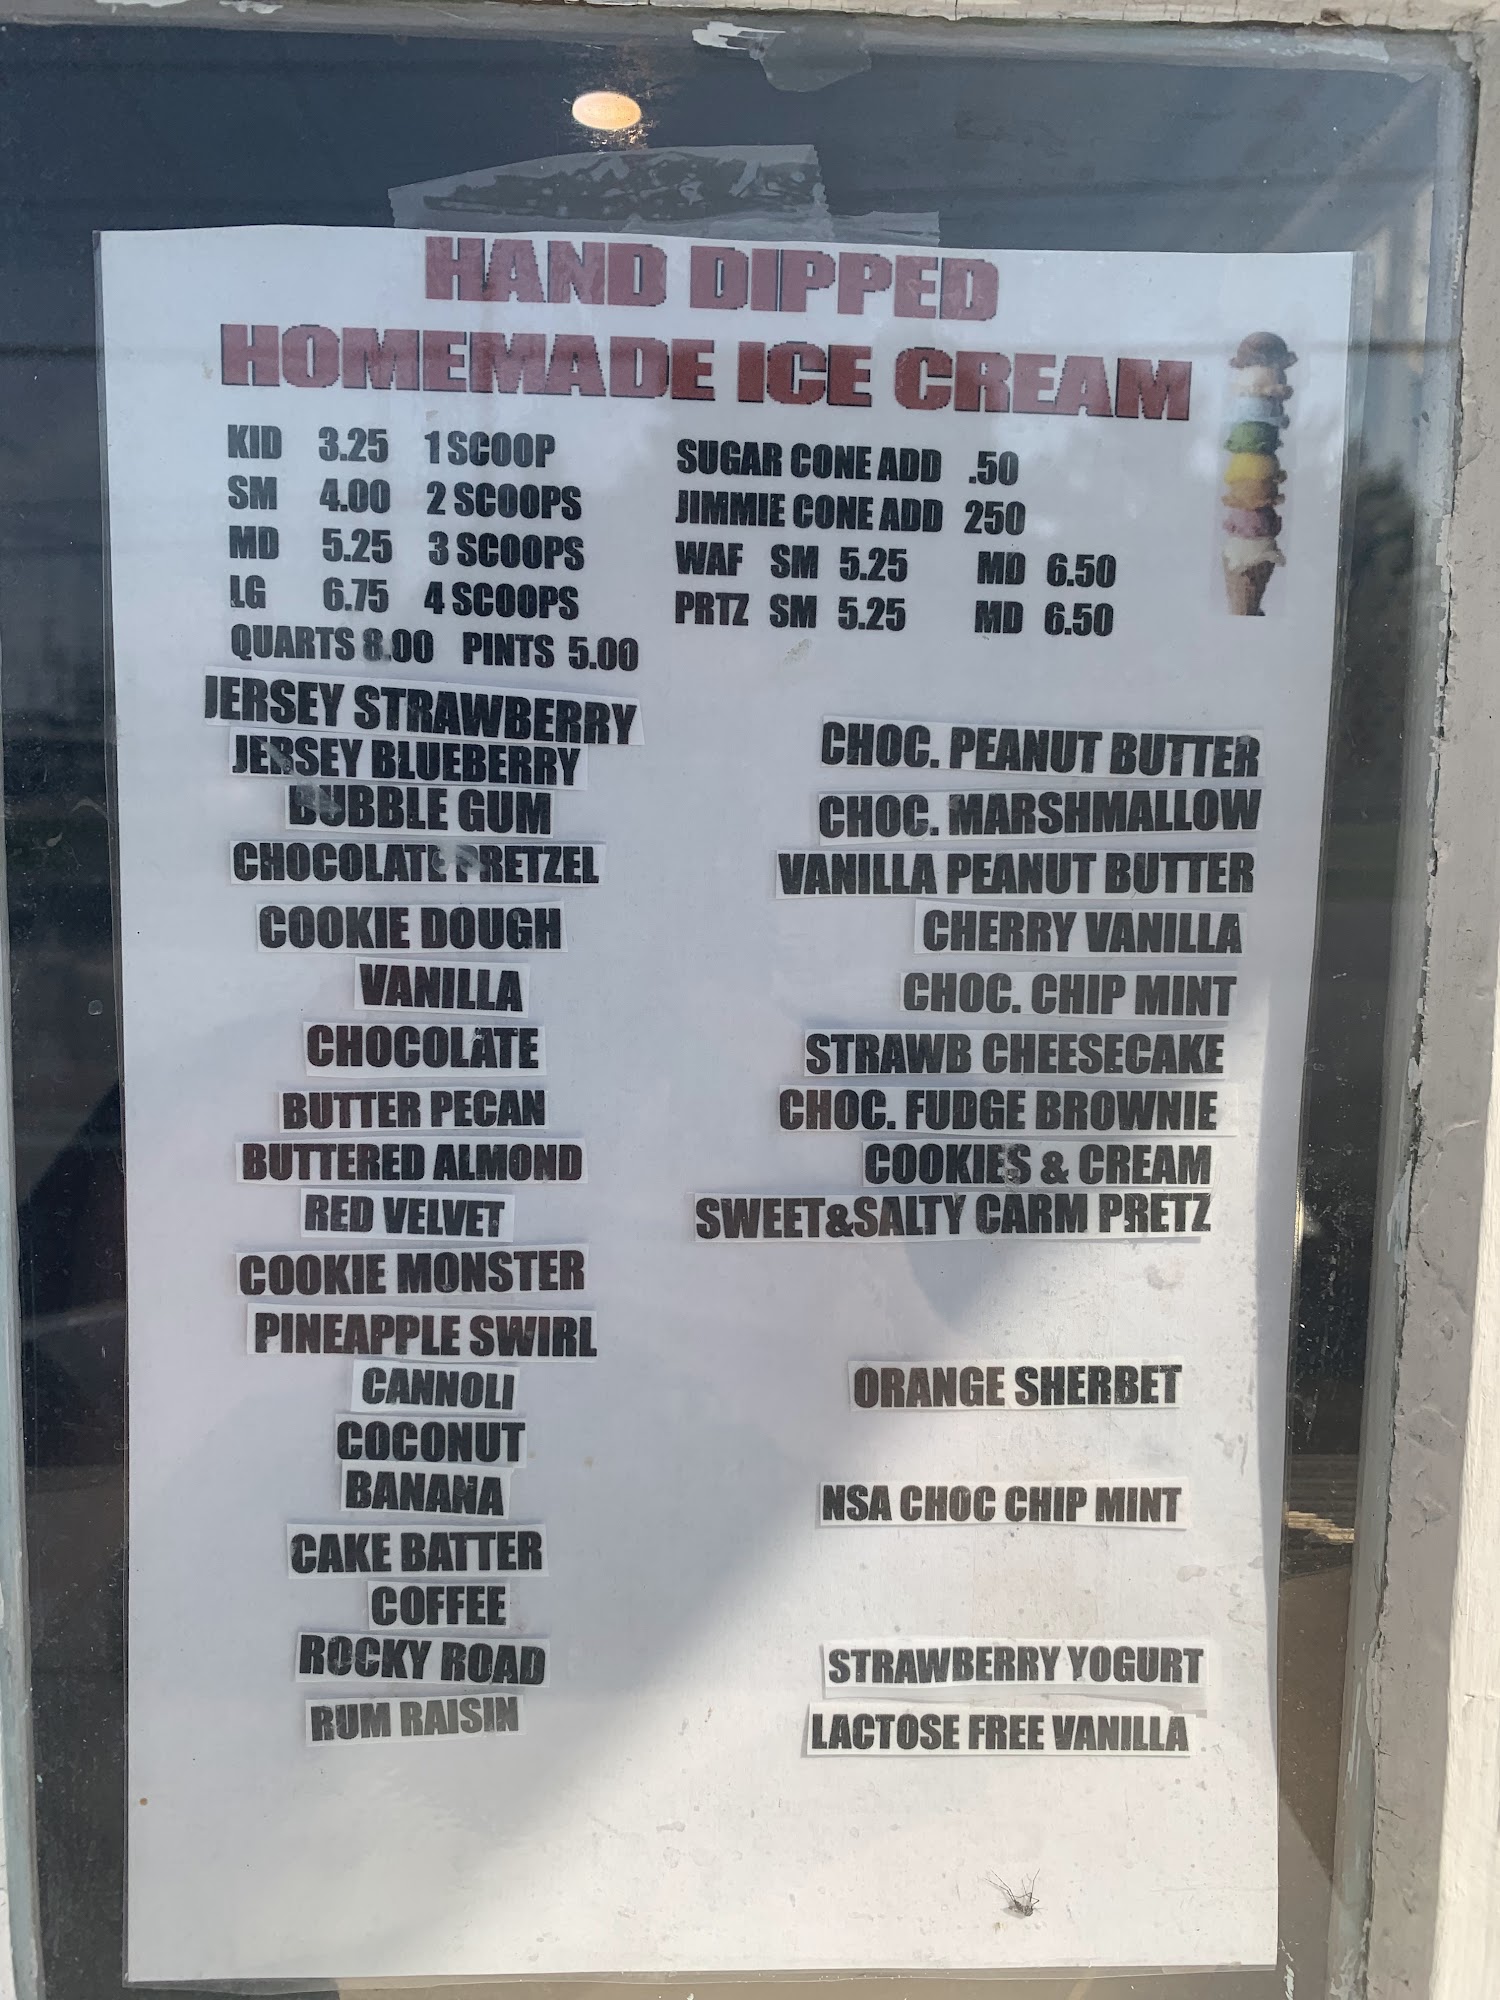 HAND DIPPED
HOMEMADE ICE CREAM
KID 3.25 1 SCOOP
SM 4.00 2 SCOOPS
MD 5.25 3 SCOOPS
LG 6.75 4 SCOOPS
QUARTS 8.00 PINTS 5.00
SUGAR CONE ADD .50
JIMMIE CONE ADD 250
WAF SM 5.25 MD 6.50
PRTZ SM 5.25 MD 6.50
JERSEY STRAWBERRY
JERSEY BLUEBERRY
BUBBLE GUM
CHOCOLATE PRETZEL
COOKIE DOUGH
VANILLA
CHOCOLATE
BUTTER PECAN
BUTTERED ALMOND
RED VELVET
COOKIE MONSTER
PINEAPPLE SWIRL
CANNOLI
COCONUT
BANANA
CAKE BATTER
COFFEE
ROCKY ROAD
RUM RAISIN
CHOC. PEANUT BUTTER
CHOC. MARSHMALLOW
VANILLA PEANUT BUTTER
CHERRY VANILLA
CHOC. CHIP MINT
STRAWB CHEESECAKE
CHOC. FUDGE BROWNIE
COOKIES & CREAM
SWEET&SALTY CARM PRETZ
ORANGE SHERBET
NSA CHOC CHIP MINT
STRAWBERRY YOGURT
LACTOSE FREE VANILLA